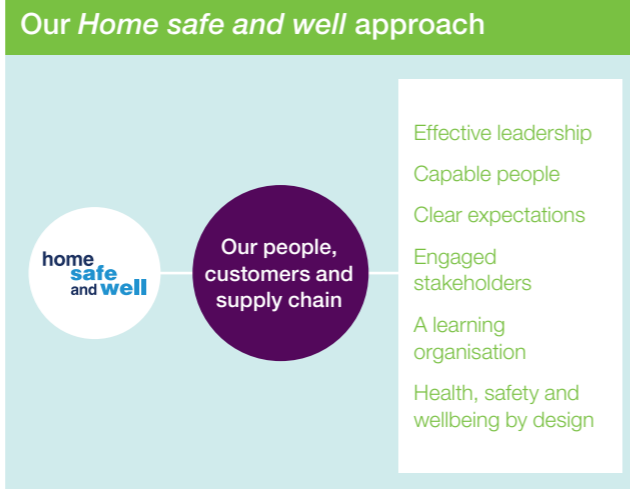 Our Home safe and well approach
home
safe
and well
Our people,
customers and
supply chain
Effective leadership
Capable people
Clear expectations
Engaged
stakeholders
A learning
organisation
Health, safety and
wellbeing by design